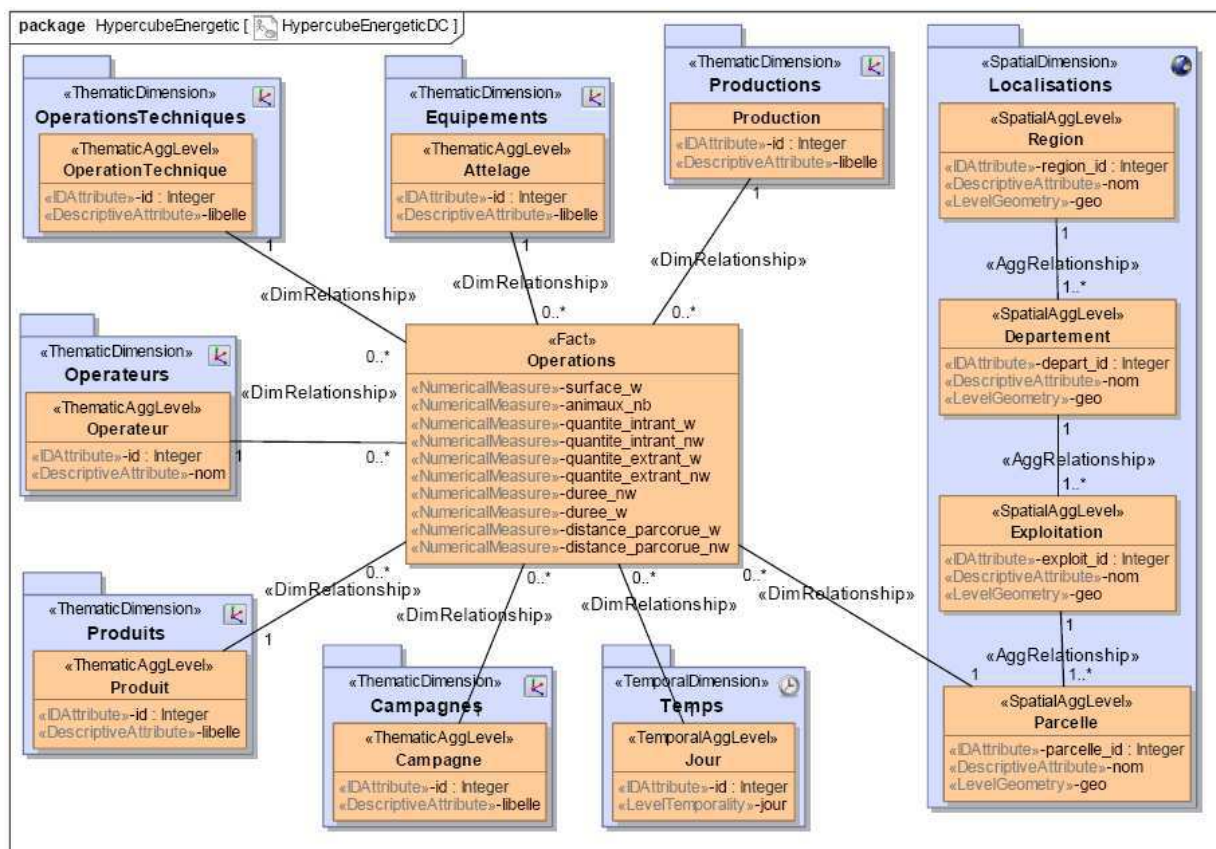 package HypercubeEnergetic [ HypercubeEnergeticDC ]
«ThematicDimension»
OperationsTechniques
«ThematicAggLevel»
OperationTechnique
«IDAttribute»-id : Integer
«DescriptiveAttribute»-libelle
1
«DimRelationship»
0..*
«ThematicDimension»
Equipements
«ThematicAggLevel»
Attelage
«IDAttribute»-id : Integer
«DescriptiveAttribute»-libelle
1
«DimRelationship»
0..*
«ThematicDimension»
Productions
Production
«IDAttribute»-id : Integer
«DescriptiveAttribute»-libelle
1
«DimRelationship»
0..*
«SpatialDimension»
Localisations
«SpatialAggLevel»
Region
«IDAttribute»-region_id : Integer
«DescriptiveAttribute»-nom
«LevelGeometry»-geo
1
«AggRelationship»
1..*
«SpatialAggLevel»
Departement
«IDAttribute»-depart_id : Integer
«DescriptiveAttribute»-nom
«LevelGeometry»-geo
1
«AggRelationship»
1..*
«SpatialAggLevel»
Exploitation
«IDAttribute»-exploit_id : Integer
«DescriptiveAttribute»-nom
«LevelGeometry»-geo
1
«AggRelationship»
1..*
«SpatialAggLevel»
Parcelle
«IDAttribute»-parcelle_id : Integer
«DescriptiveAttribute»-nom
«LevelGeometry»-geo
«ThematicDimension»
Operateurs
«ThematicAggLevel»
Operateur
«IDAttribute»-id : Integer
«DescriptiveAttribute»-nom
«DimRelationship»
1
0..*
«Fact»
Operations
«NumericalMeasure»-surface_w
«NumericalMeasure»-animaux_nb
«NumericalMeasure»-quantite_intrant_w
«NumericalMeasure»-quantite_intrant_nw
«NumericalMeasure»-quantite_extrant_w
«NumericalMeasure»-quantite_extrant_nw
«NumericalMeasure»-duree_nw
«NumericalMeasure»-duree_w
«NumericalMeasure»-distance_parcorue_w
«NumericalMeasure»-distance_parcorue_nw
«ThematicDimension»
Produits
«ThematicAggLevel»
Produit
«IDAttribute»-id : Integer
«DescriptiveAttribute»-libelle
0..*
«DimRelationship»
1
«ThematicDimension»
Campagnes
«ThematicAggLevel»
Campagne
«IDAttribute»-id : Integer
«DescriptiveAttribute»-libelle
0..*
«DimRelationship»
«TemporalDimension»
Temps
«TemporalAggLevel»
Jour
«IDAttribute»-id : Integer
«LevelTemporality»-jour
0..*
«DimRelationship»
0..*
«DimRelationship»
1